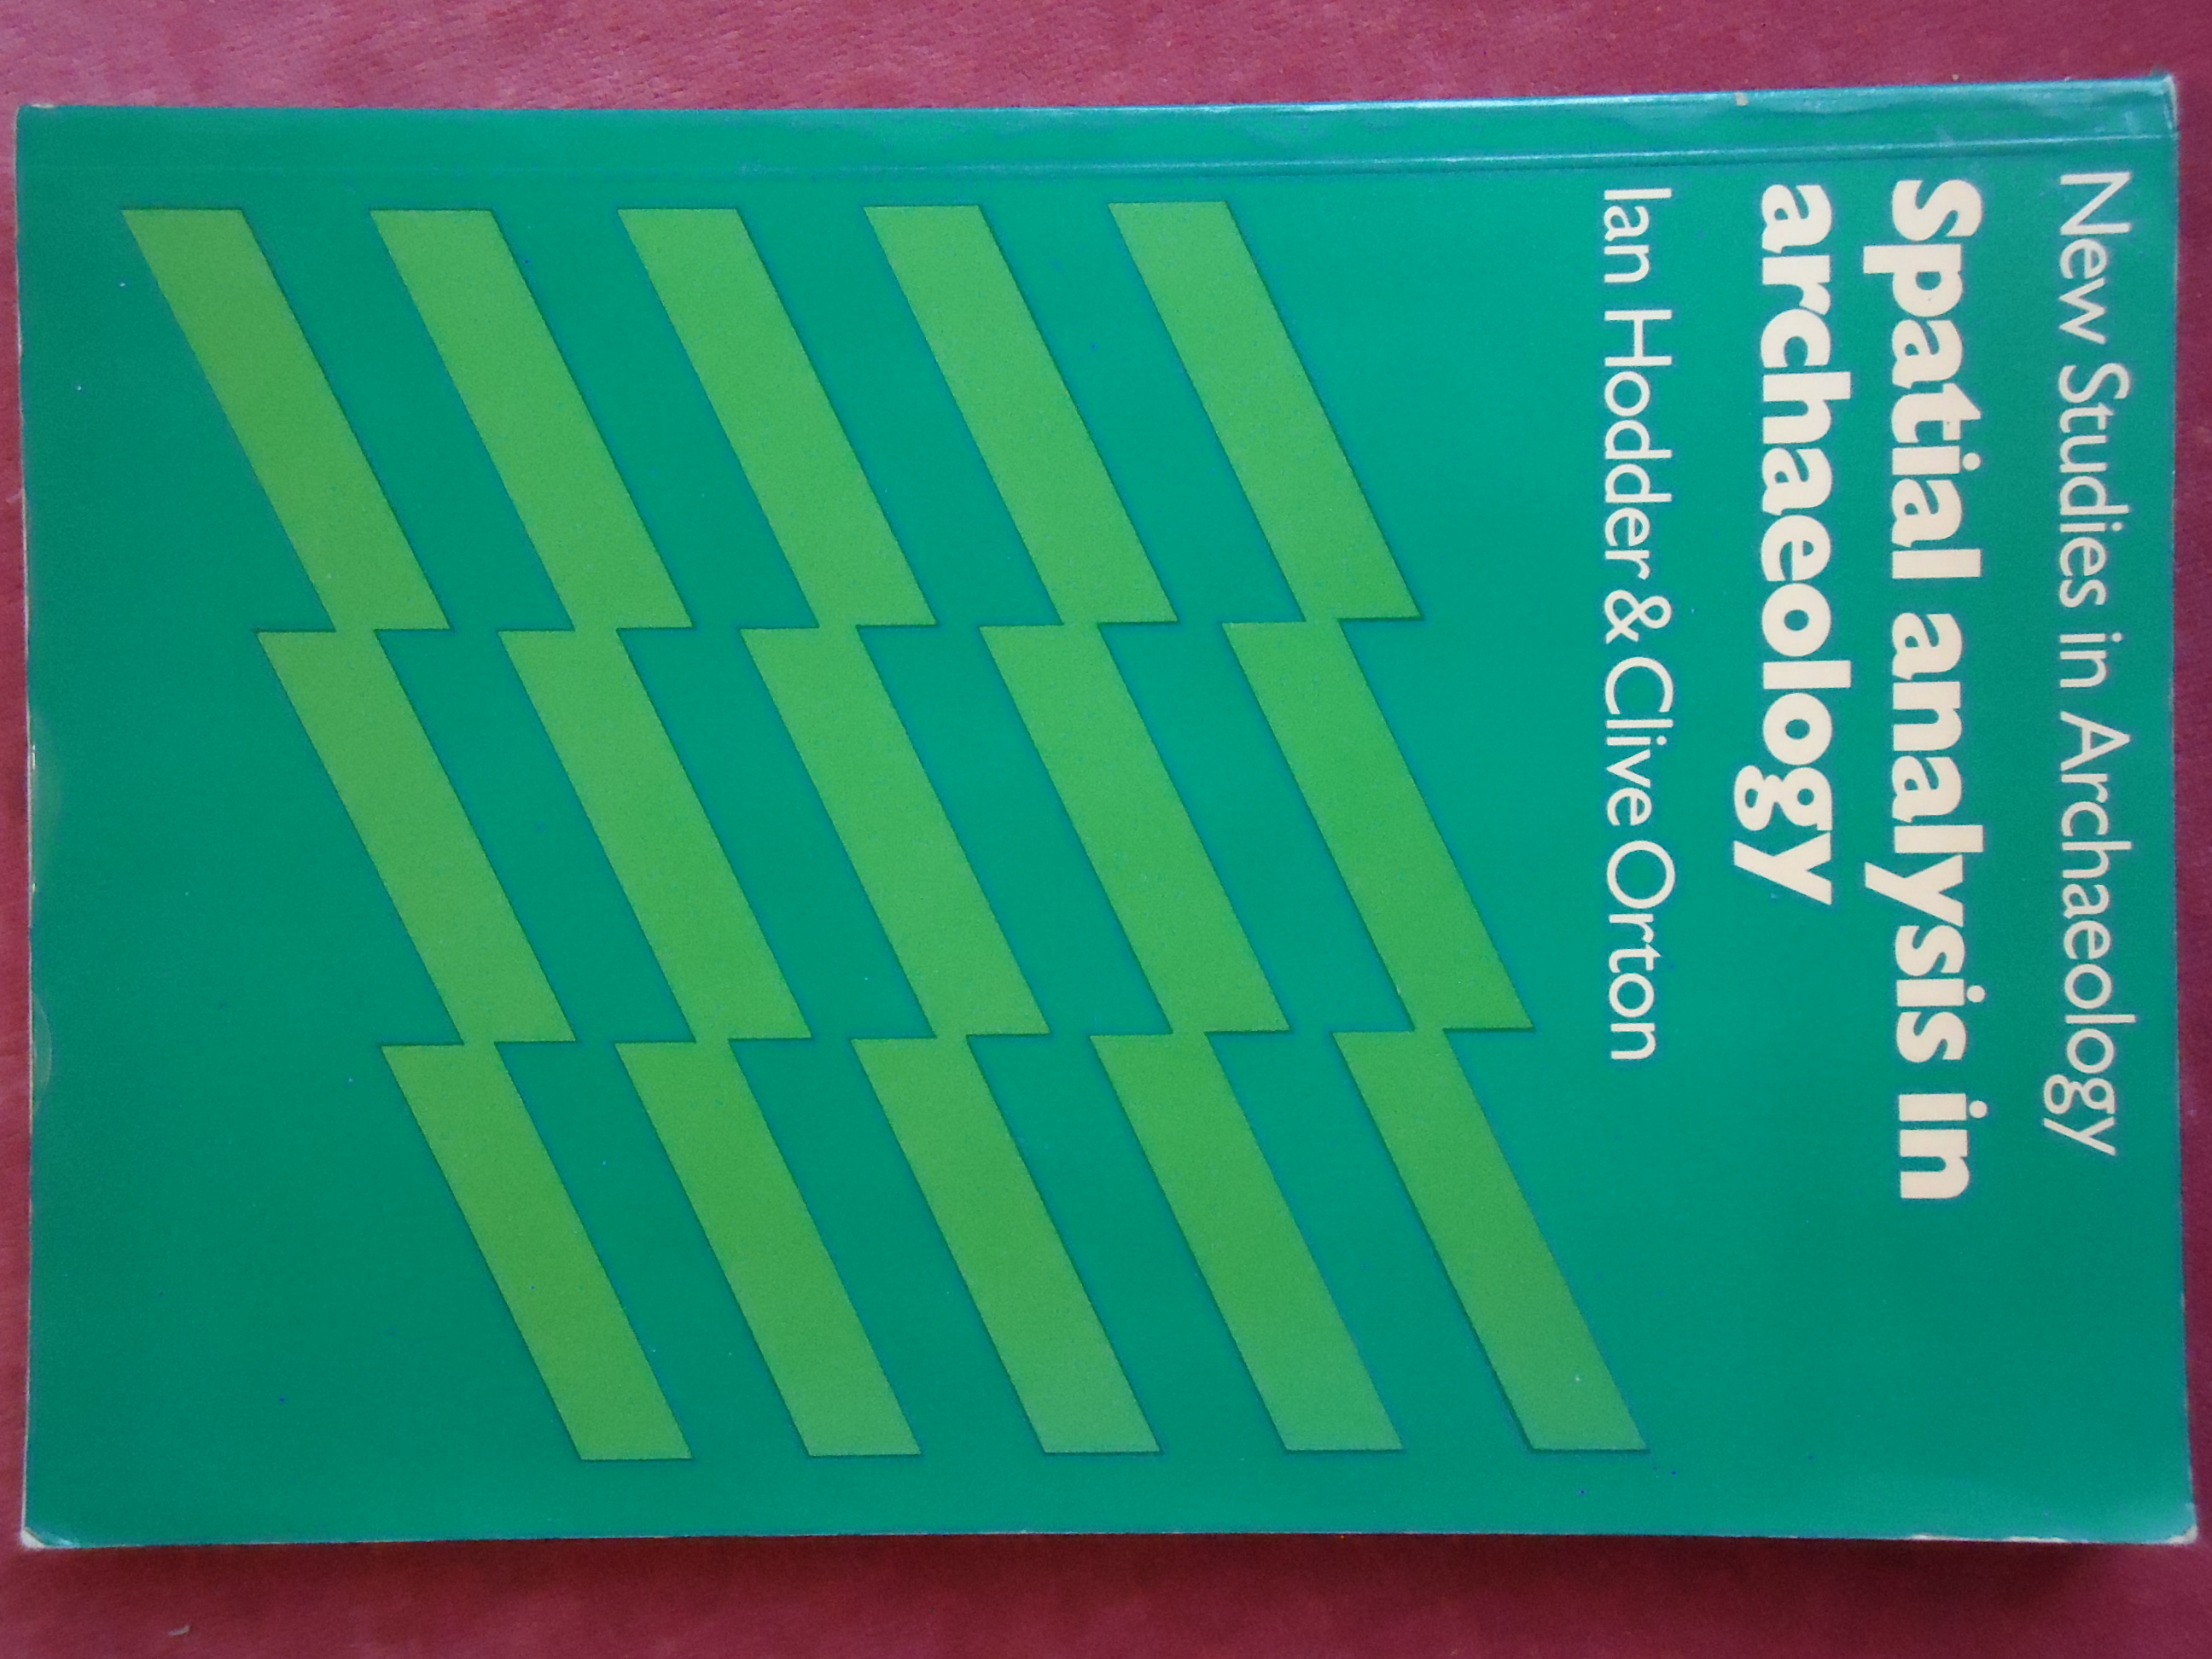 New Studies in Archaeology
Spatial analysis in
archaeology
Ian Hodder & Clive Orton